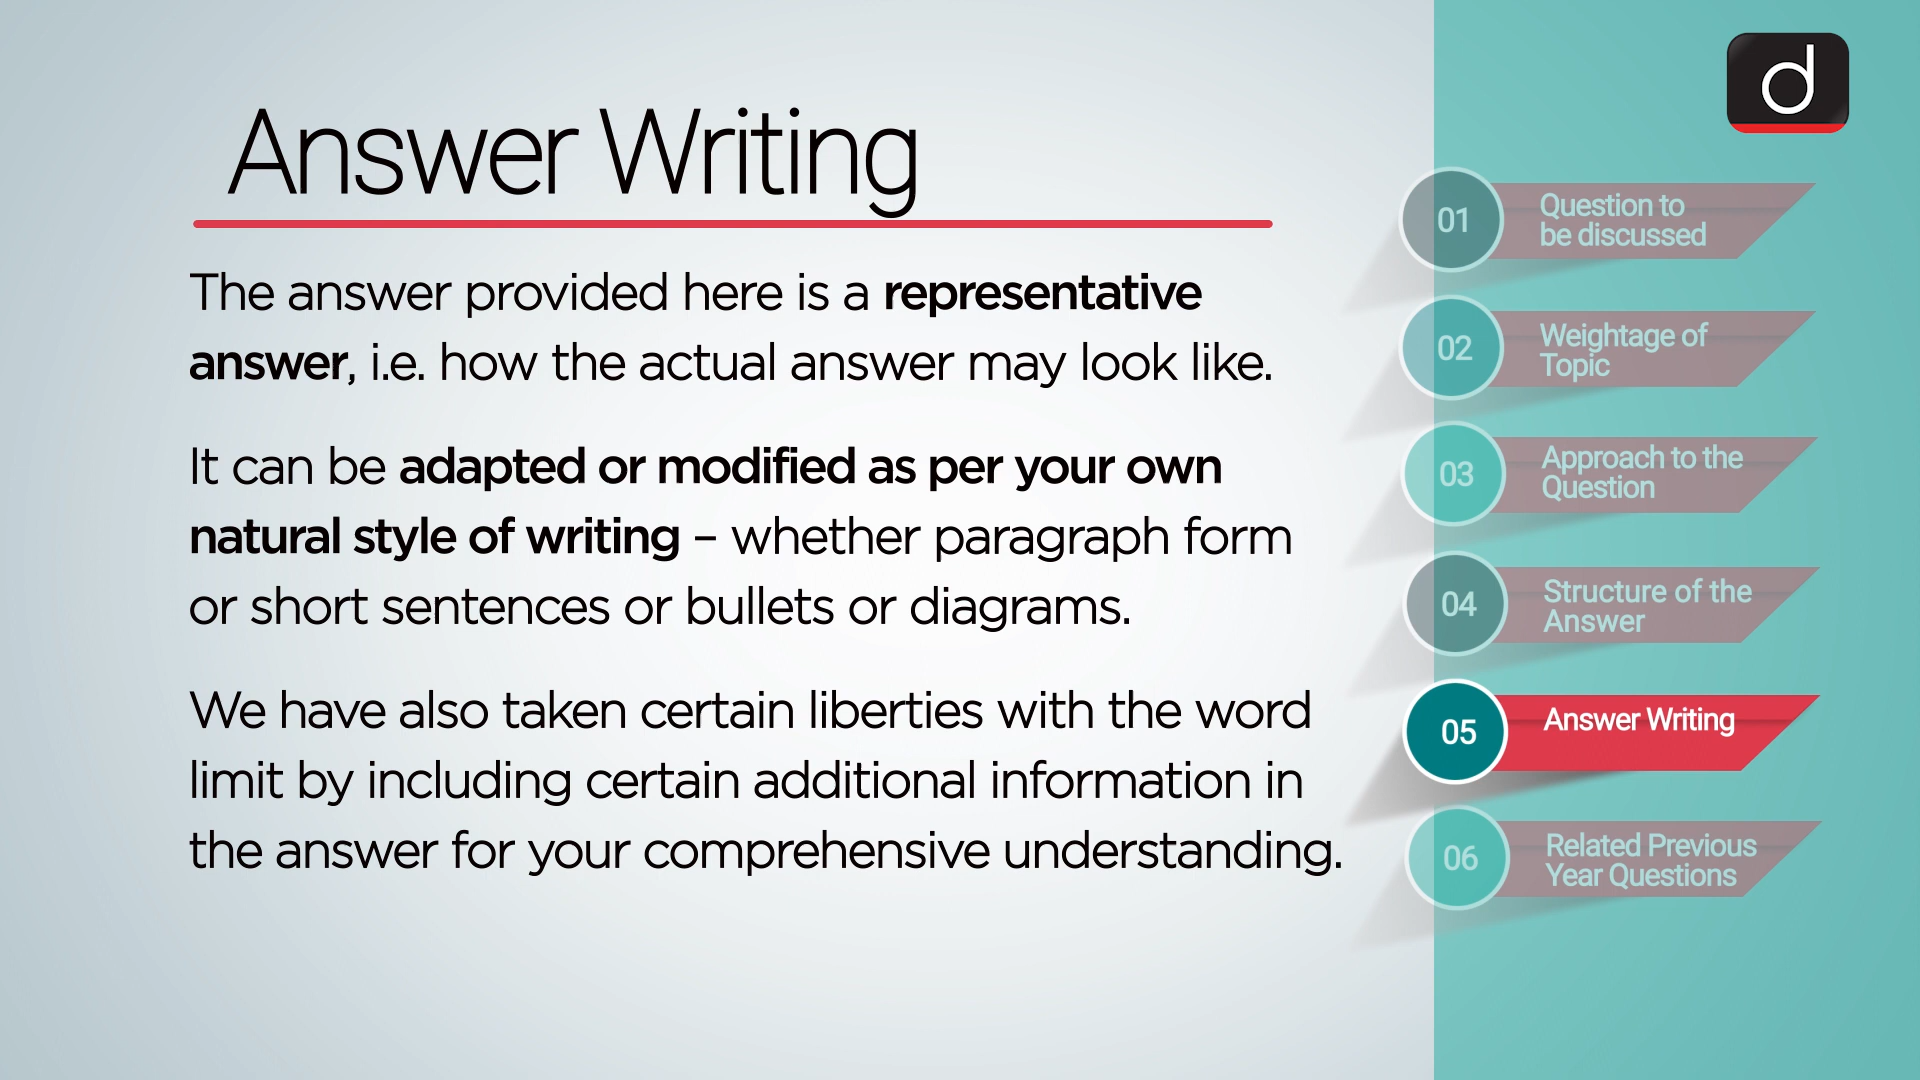 Answer Writing
The answer provided here is a representative
answer, i.e. how the actual answer may look like.
It can be adapted or modified as per your own
natural style of writing – whether paragraph form
or short sentences or bullets or diagrams.
We have also taken certain liberties with the word
limit by including certain additional information in
the answer for your comprehensive understanding.
d
01
Question to
be discussed
02
Weightage of
Topic
03
Approach to the
Question
04
Structure of the
Answer
05
Answer Writing
06
Related Previous
Year Questions